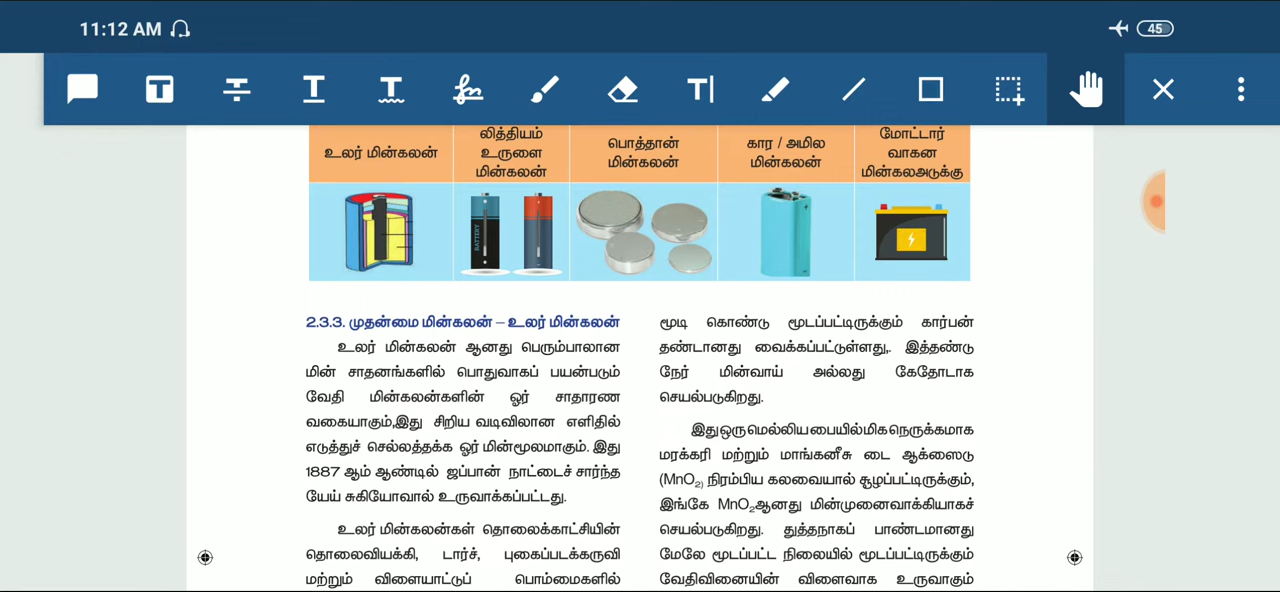 11:12 AM
45
உலர் மின்கலன்
லித்தியம்
உருளை
மின்கலன்
பொத்தான்
மின்கலன்
கார / அமில
மின்கலன்
மோட்டார்
வாகன
மின்கலஅடுக்கு
BATTERY
2.3.3. முதன்மை மின்கலன் – உலர் மின்கலன்
உலர் மின்கலன் ஆனது பெரும்பாலான
மின் சாதனங்களில் பொதுவாகப் பயன்படும்
வேதி மின்கலன்களின் ஓர் சாதாரண
வகையாகும்,இது சிறிய வடிவிலான எளிதில்
எடுத்துச் செல்லத்தக்க ஓர் மின்மூலமாகும். இது
1887 ஆம் ஆண்டில் ஜப்பான் நாட்டைச் சார்ந்த
யேய் சுகியோவால் உருவாக்கப்பட்டது.
உலர் மின்கலன்கள் தொலைக்காட்சியின்
தொலைவியக்கி, டார்ச், புகைப்படக்கருவி
மற்றும் விளையாட்டுப் பொம்மைகளில்
மூடி கொண்டு மூடப்பட்டிருக்கும் கார்பன்
தண்டானது வைக்கப்பட்டுள்ளது,. இத்தண்டு
நேர் மின்வாய் அல்லது கேதோடாக
செயல்படுகிறது.
இது ஒரு மெல்லிய பையில் மிக நெருக்கமாக
மரக்கரி மற்றும் மாங்கனீசு டை ஆக்ஸைடு
(MnO₂) நிரம்பிய கலவையால் சூழப்பட்டிருக்கும்,
இங்கே MnO₂ஆனது மின்முனைவாக்கியாகச்
செயல்படுகிறது. துத்தநாகப் பாண்டமானது
மேலே மூடப்பட்ட நிலையில் மூடப்பட்டிருக்கும்
வேதிவினையின் விளைவாக உருவாகும்